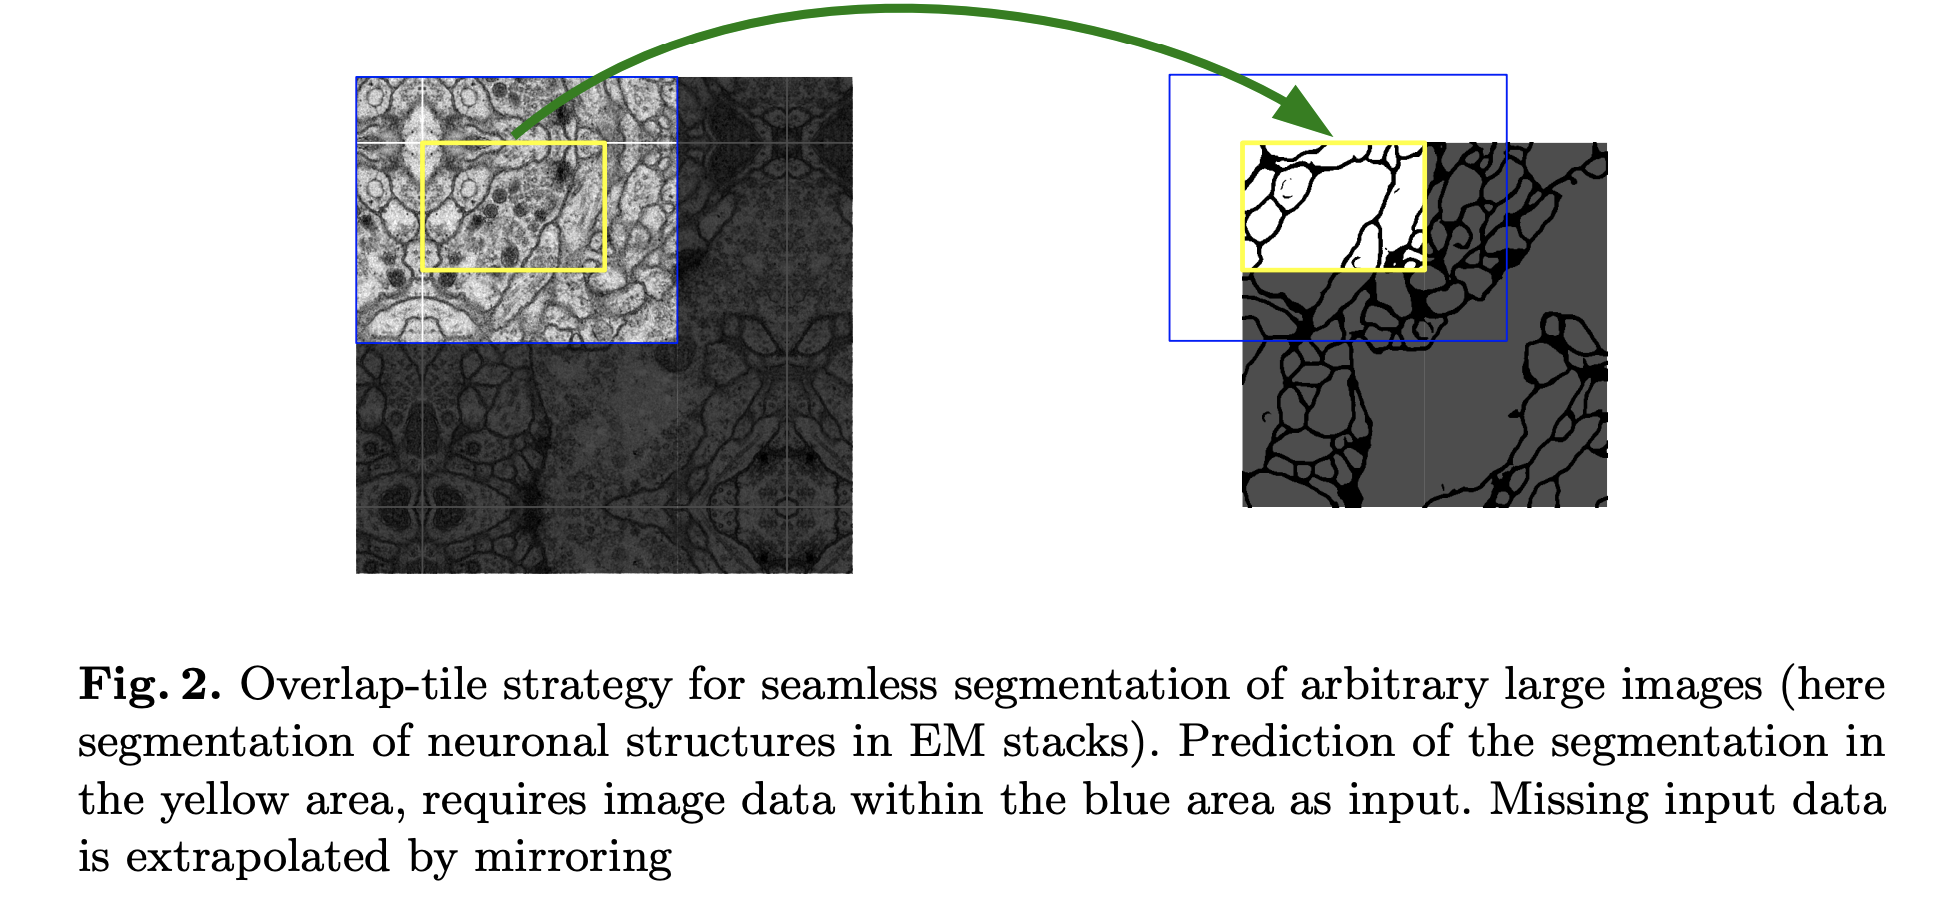 Fig. 2. Overlap-tile strategy for seamless segmentation of arbitrary large images (here
segmentation of neuronal structures in EM stacks). Prediction of the segmentation in
the yellow area, requires image data within the blue area as input. Missing input data
is extrapolated by mirroring